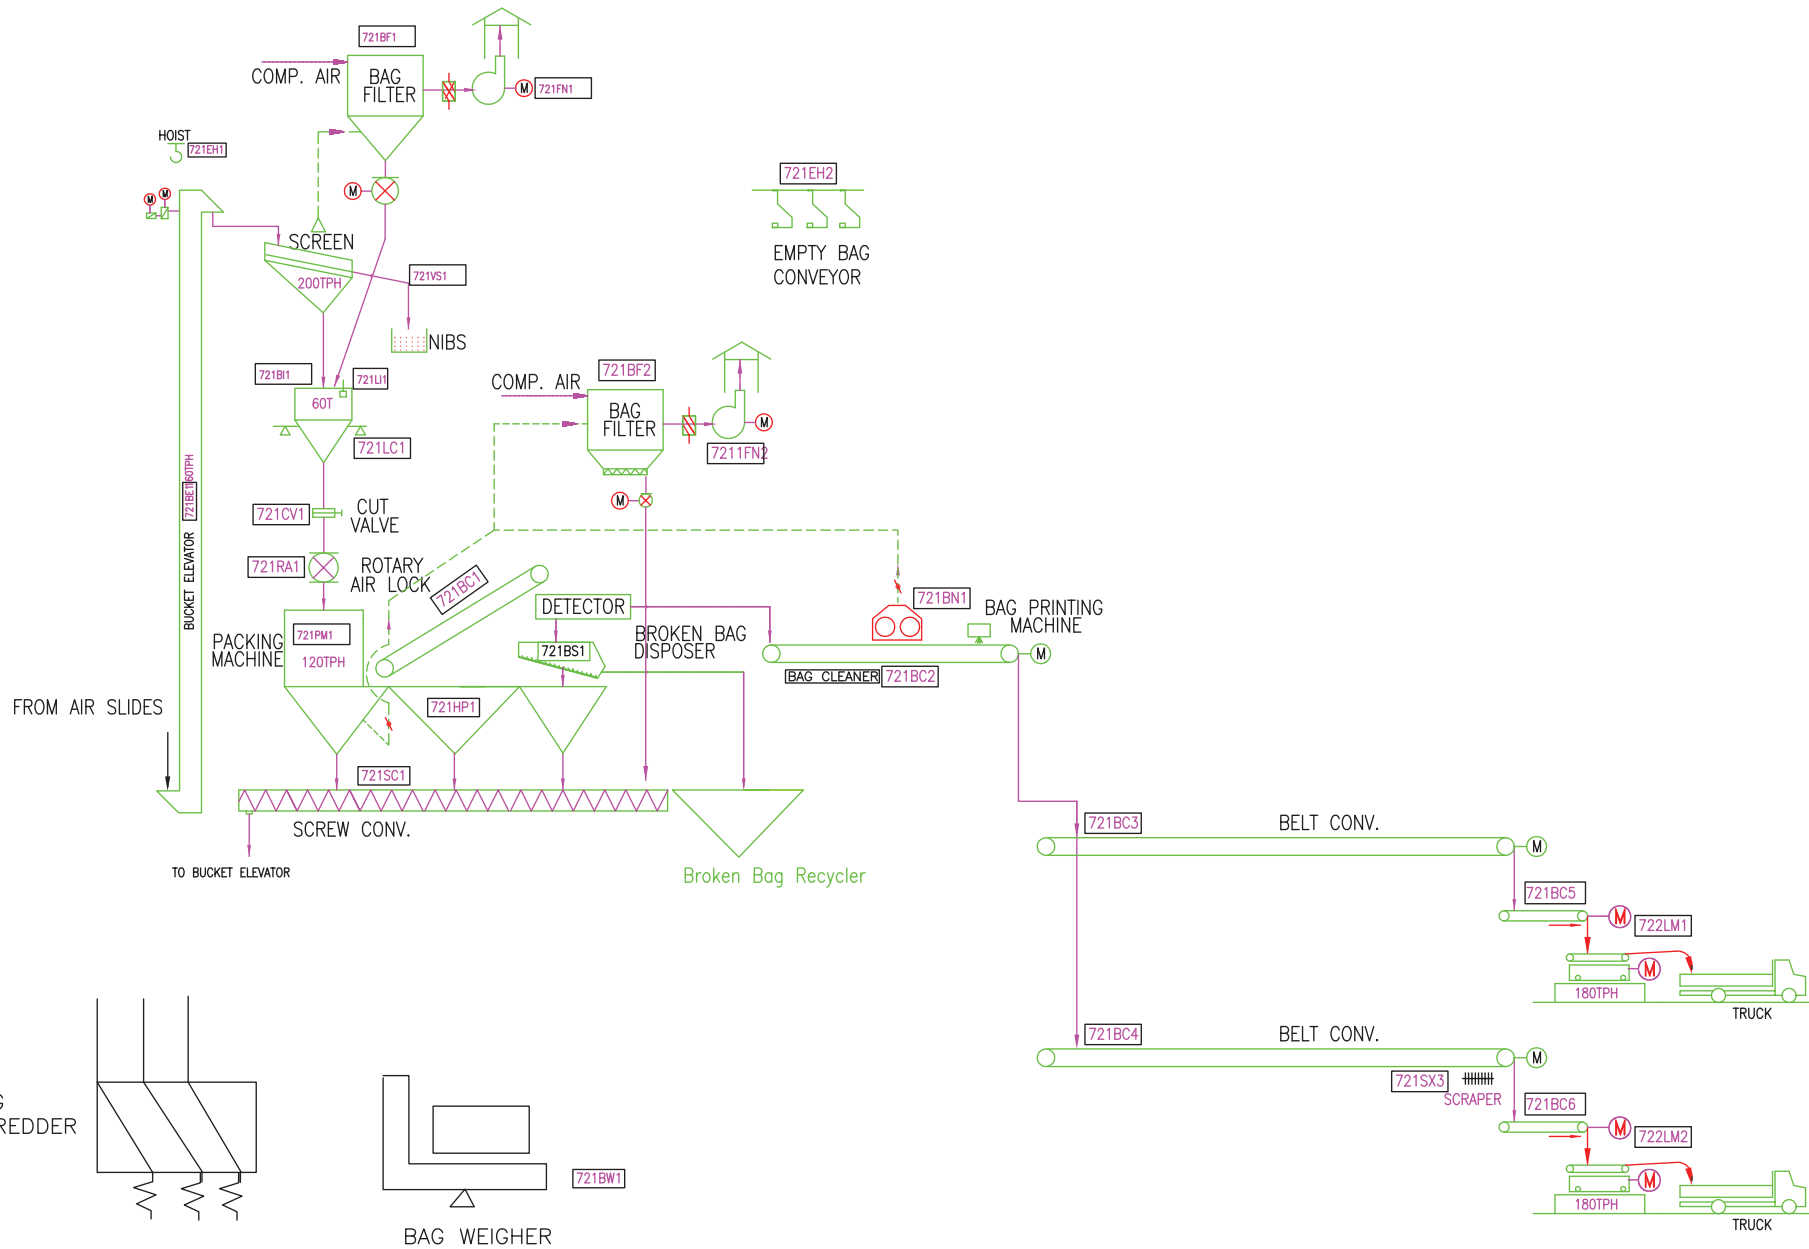 721BF1
COMP. AIR
BAG
FILTER
M
721FN1
HOIST
721EH1
M
M
M
SCREEN
200TPH
721VS1
NIBS
721EH2
EMPTY BAG
CONVEYOR
721BI1
721LI1
60T
721LC1
721BF2
COMP. AIR
BAG
FILTER
M
7211FN2
M
BUCKET ELEVATOR
721BE1
160TPH
721CV1
CUT
VALVE
721RA1
ROTARY
AIR LOCK
721BC1
DETECTOR
721BS1
BROKEN BAG
DISPOSER
721BN1
BAG PRINTING
MACHINE
M
BAG CLEANER
721BC2
PACKING
MACHINE
721PM1
120TPH
721HP1
FROM AIR SLIDES
721SC1
SCREW CONV.
TO BUCKET ELEVATOR
Broken Bag Recycler
721BC3
BELT CONV.
M
721BC5
M
722LM1
M
180TPH
TRUCK
721BC4
BELT CONV.
M
721SX3
SCRAPER
721BC6
M
722LM2
M
180TPH
TRUCK
G
REDDER
721BW1
BAG WEIGHER